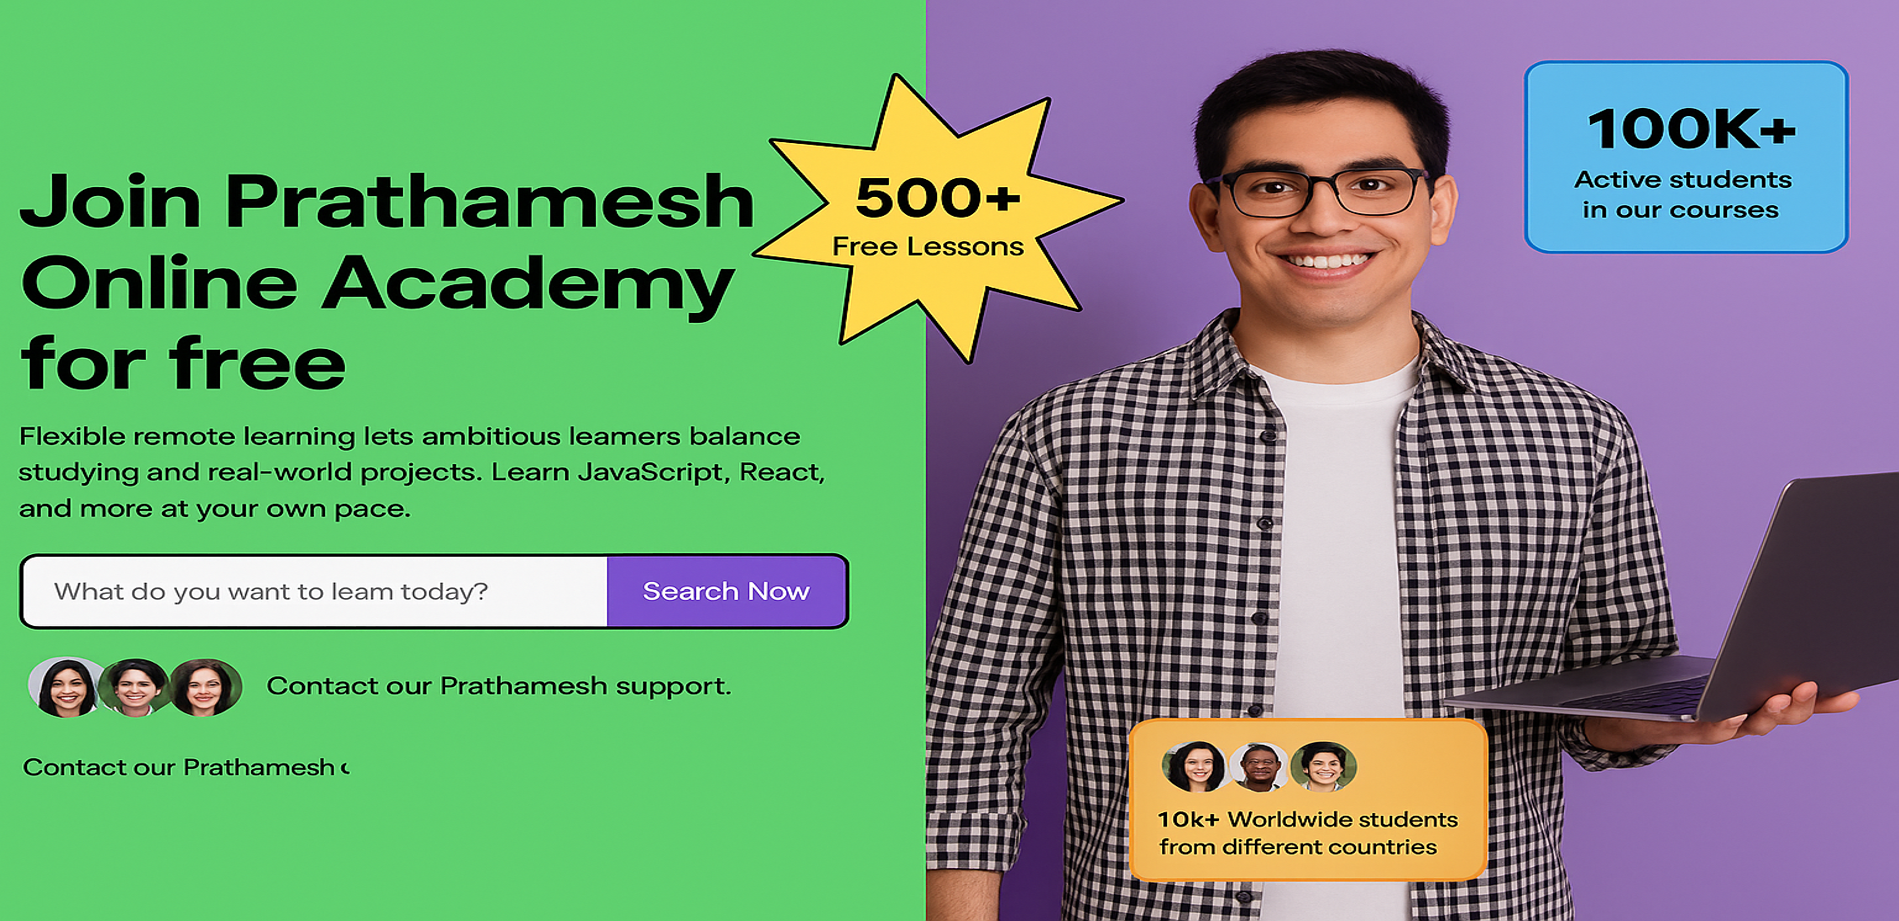 Join Prathamesh
Online Academy
for free
Flexible remote learning lets ambitious leamers balance
studying and real-world projects. Learn JavaScript, React,
and more at your own pace.
What do you want to leam today?
Search Now
Contact our Prathamesh support.
Contact our Prathamesh
500+
Free Lessons
100K+
Active students
in our courses
10k+ Worldwide students
from different countries